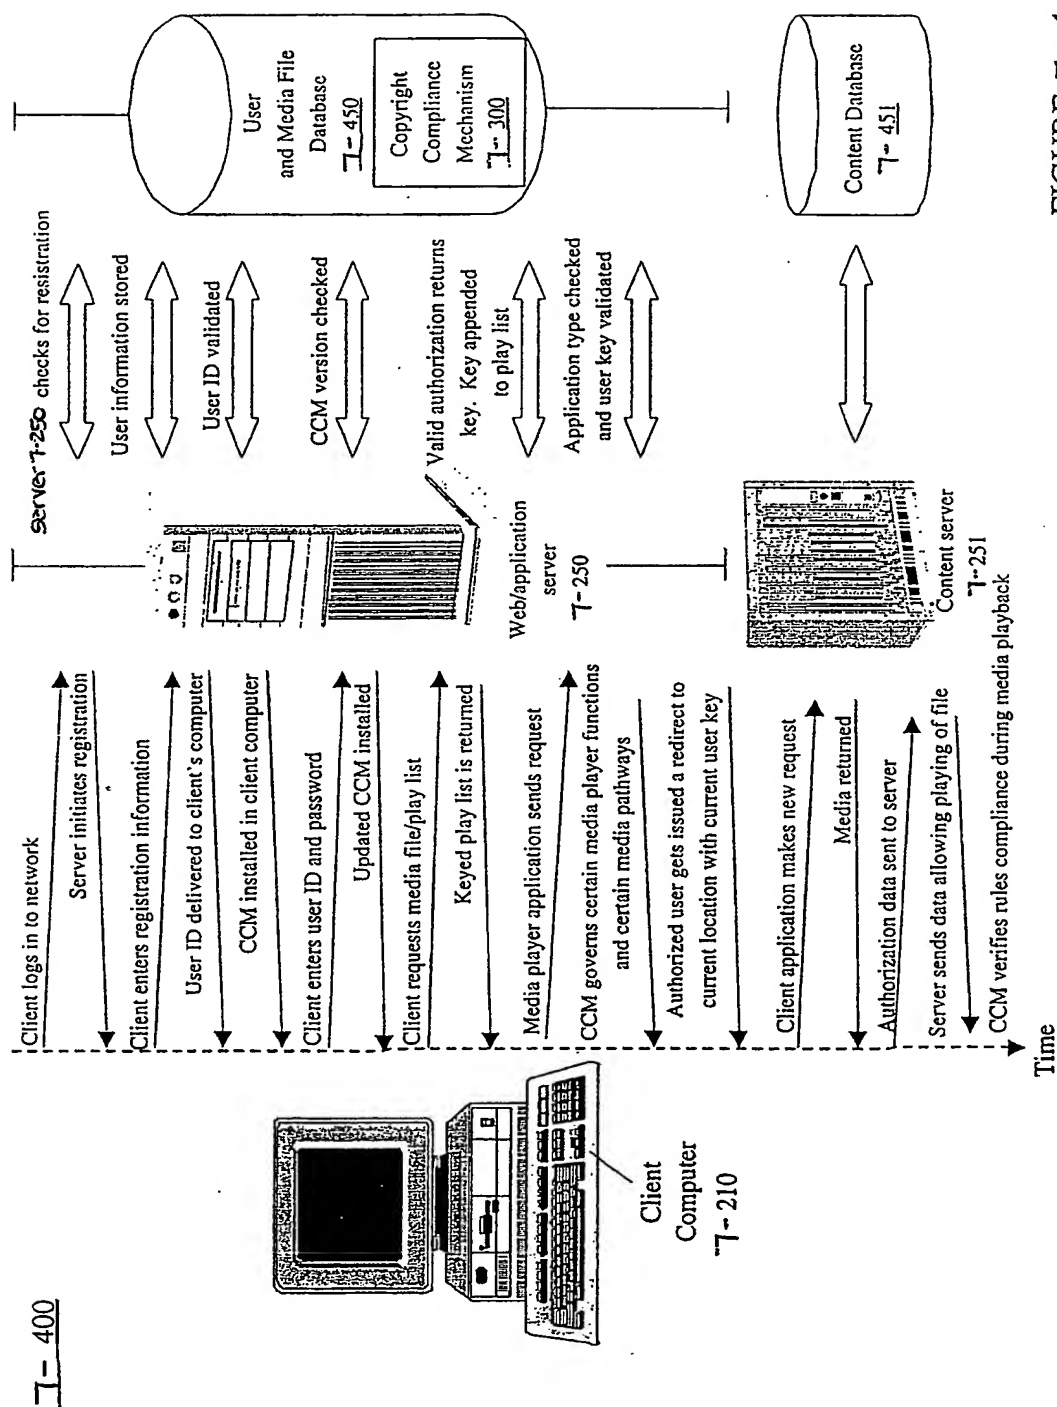 7-400
Client logs in to network
Server initiates registration
Client enters registration information
User ID delivered to client's computer
CCM installed in client computer
Client enters user ID and password
Updated CCM installed
Client requests media file/play list
Keyed play list is returned
Media player application sends request
CCM governs certain media player functions
and certain media pathways
Authorized user gets issued a redirect to
current location with current user key
Client application makes new request
Media returned
Authorization data sent to server
Server sends data allowing playing of file
CCM verifies rules compliance during media playback
Time
Client
Computer
7-210
Web/application
server
7-250
Content server
7-251
Server 7-250 checks for resistration
User information stored
User ID validated
CCM version checked
Valid authorization returns
key. Key appended
to play list
Application type checked
and user key validated
User
and Media File
Database
7-450
Copyright
Compliance
Mechanism
7-300
Content Database
7-451